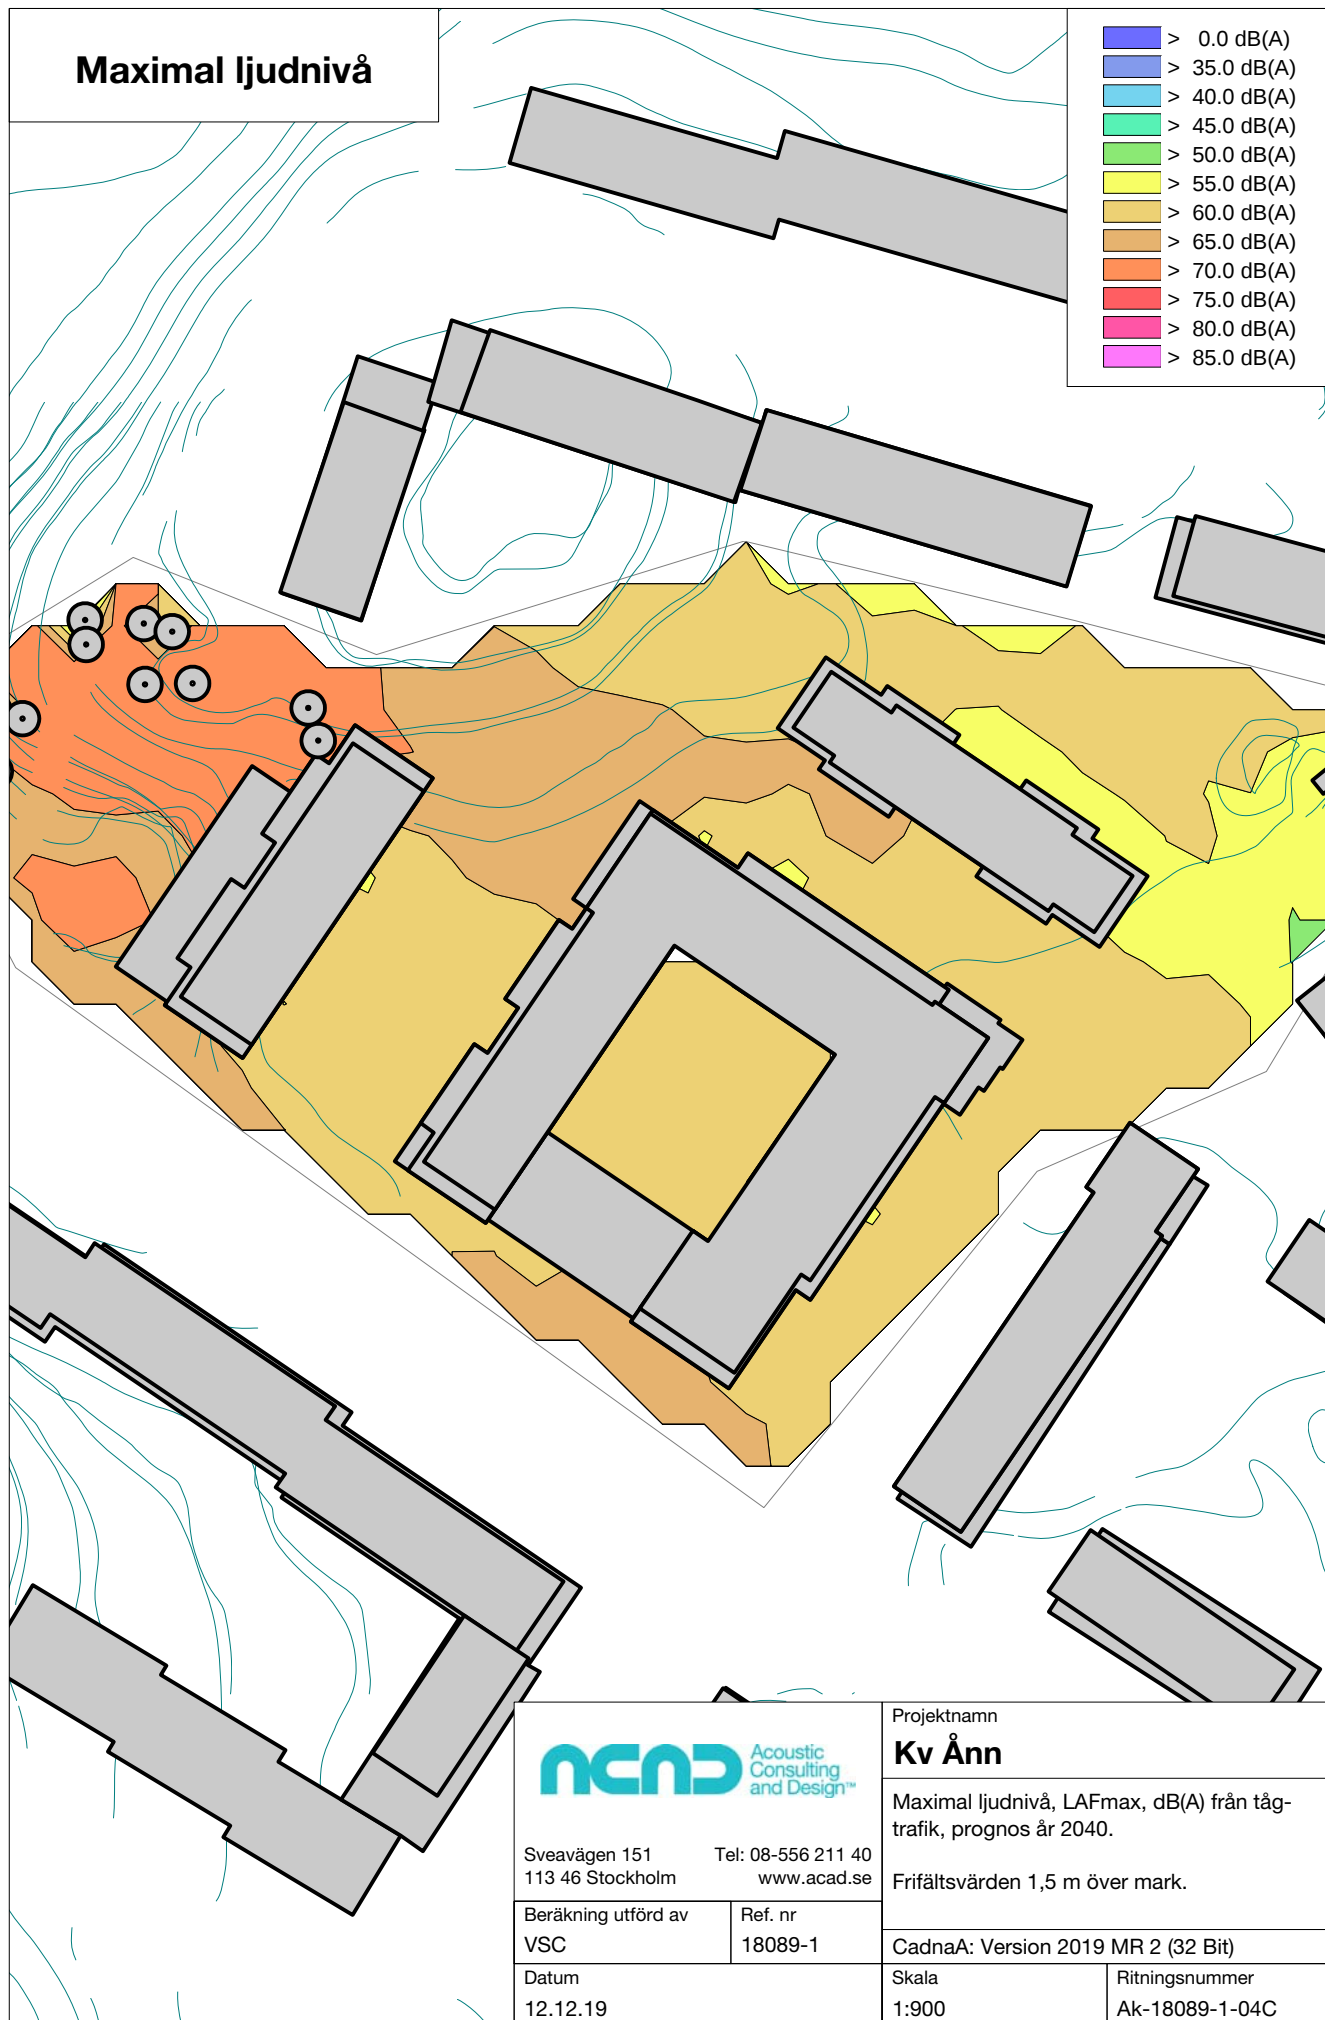 Maximal ljudnivå
> 0.0 dB(A)
> 35.0 dB(A)
> 40.0 dB(A)
> 45.0 dB(A)
> 50.0 dB(A)
> 55.0 dB(A)
> 60.0 dB(A)
> 65.0 dB(A)
> 70.0 dB(A)
> 75.0 dB(A)
> 80.0 dB(A)
> 85.0 dB(A)
ACAD
Acoustic
Consulting
and Design™
Sveavägen 151 Tel: 08-556 211 40
113 46 Stockholm www.acad.se
Beräkning utförd av
VSC
Ref. nr
18089-1
Datum
12.12.19
Projektnamn
Kv Ånn
Maximal ljudnivå, LAFmax, dB(A) från tåg-
trafik, prognos år 2040.
Frifältsvärden 1,5 m över mark.
CadnaA: Version 2019 MR 2 (32 Bit)
Skala
1:900
Ritningsnummer
Ak-18089-1-04C